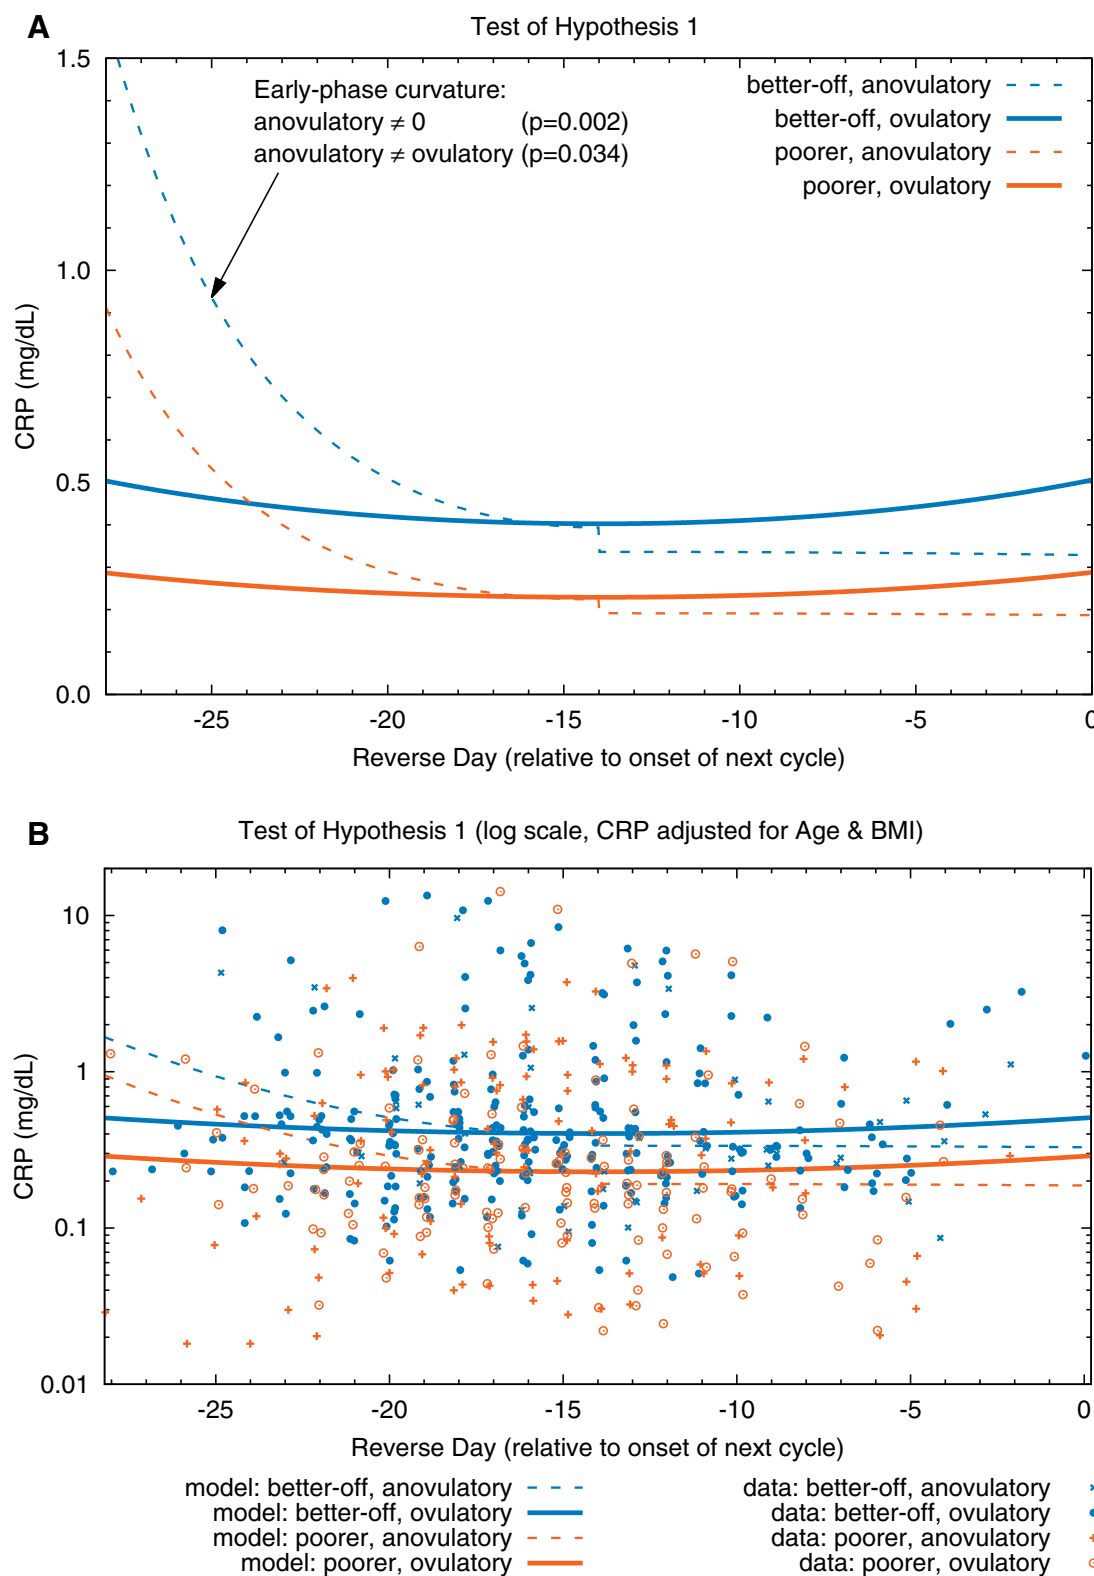 A
Test of Hypothesis 1
1.5
1.0
0.5
0.0
CRP (mg/dL)
Early-phase curvature:
anovulatory ≠ 0 (p=0.002)
anovulatory ≠ ovulatory (p=0.034)
better-off, anovulatory
better-off, ovulatory
poorer, anovulatory
poorer, ovulatory
-25 -20 -15 -10 -5 0
Reverse Day (relative to onset of next cycle)
B
Test of Hypothesis 1 (log scale, CRP adjusted for Age & BMI)
10
1
0.1
0.01
CRP (mg/dL)
-25 -20 -15 -10 -5 0
Reverse Day (relative to onset of next cycle)
model: better-off, anovulatory
model: better-off, ovulatory
model: poorer, anovulatory
model: poorer, ovulatory
data: better-off, anovulatory
data: better-off, ovulatory
data: poorer, anovulatory
data: poorer, ovulatory